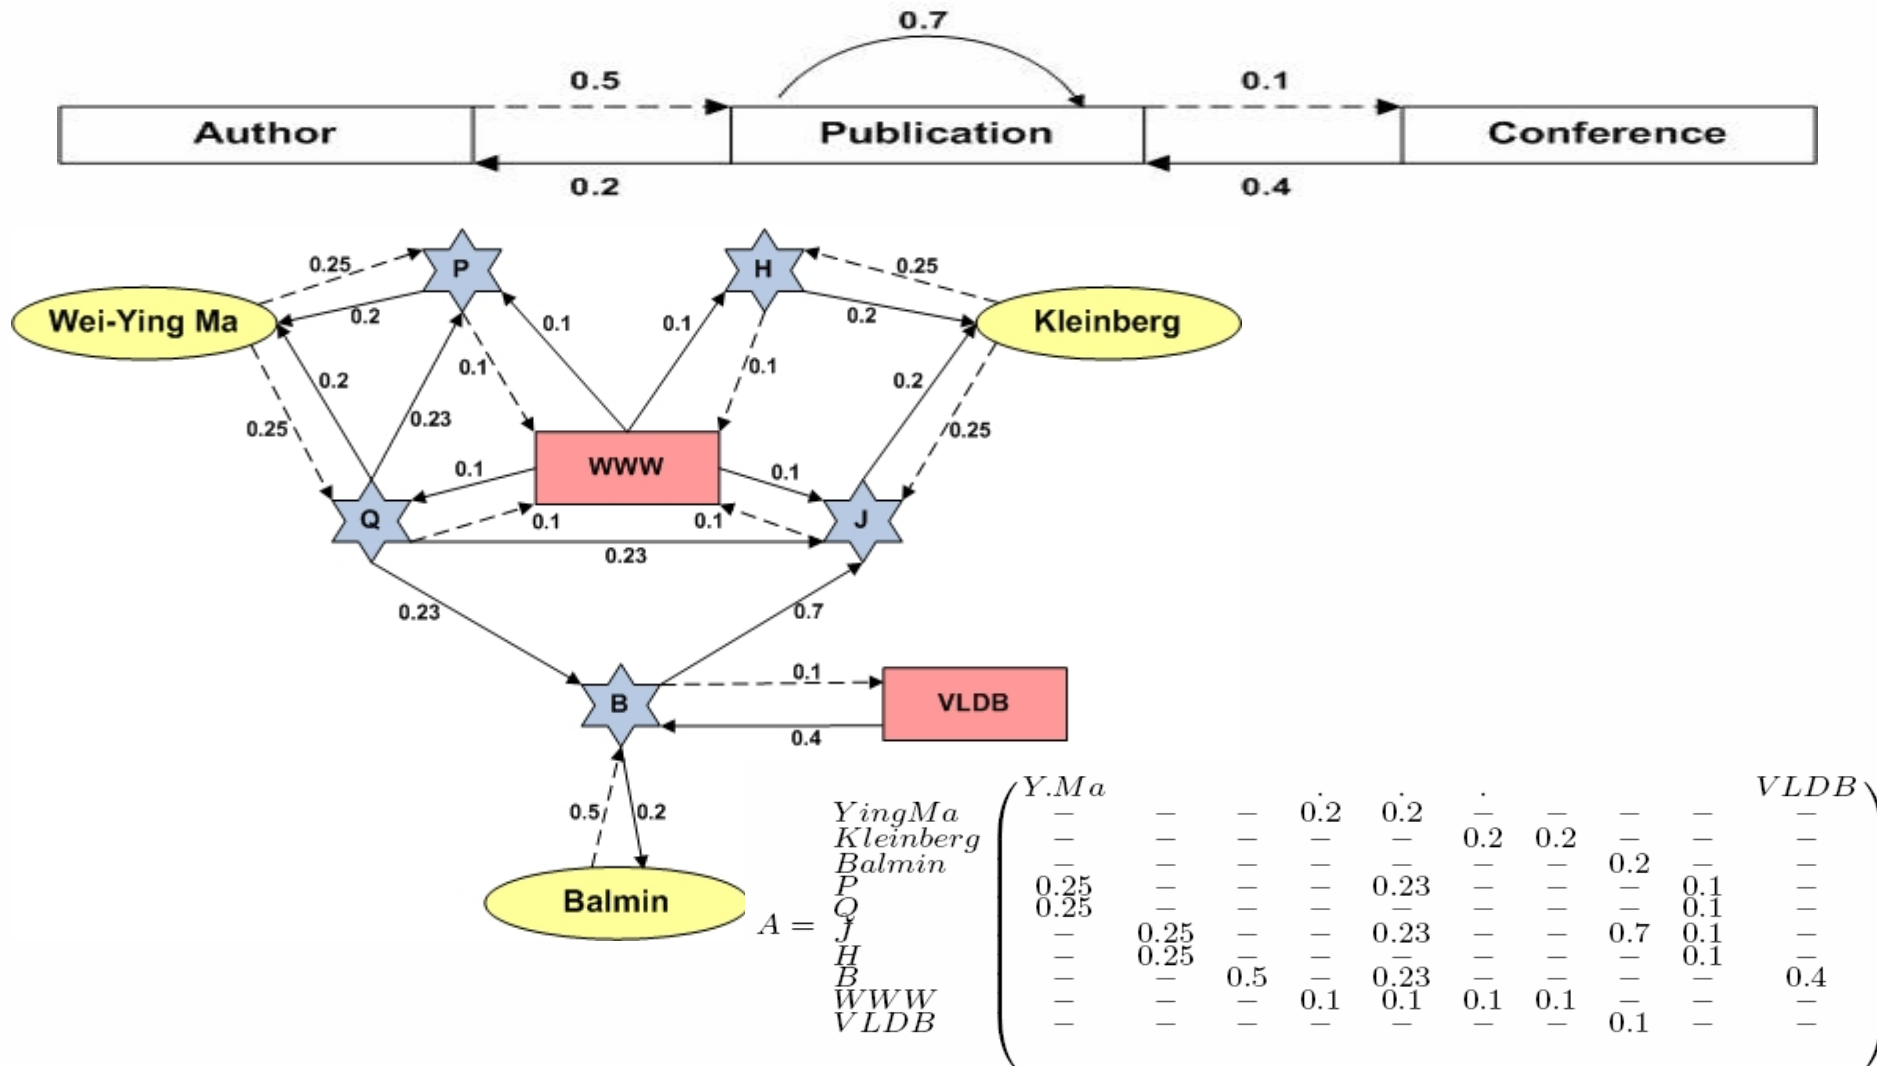 0.7
0.5 0.1
Author Publication Conference
0.2 0.4
P H
0.25 0.25
Wei-Ying Ma Kleinberg
0.2 0.1 0.1 0.2
0.1 0.1
0.2 0.2
0.25 0.23 0.25
WWW
0.1 0.1
Q J
0.1 0.1
0.23
0.23 0.7
0.1
B VLDB
0.4
0.5 0.2
Balmin
Y.Ma . . . VLDB
YingMa – – – 0.2 0.2 – – – – –
Kleinberg – – – – – 0.2 0.2 – – –
Balmin – – – – – – – 0.2 – –
P 0.25 – – – 0.23 – – – 0.1 –
Q 0.25 – – – – – – – 0.1 –
A = J – 0.25 – – 0.23 – – 0.7 0.1 –
H – 0.25 – – – – – – 0.1 –
B – – 0.5 – 0.23 – – – – 0.4
WWW – – – 0.1 0.1 0.1 0.1 – – –
VLDB – – – – – – – 0.1 – –